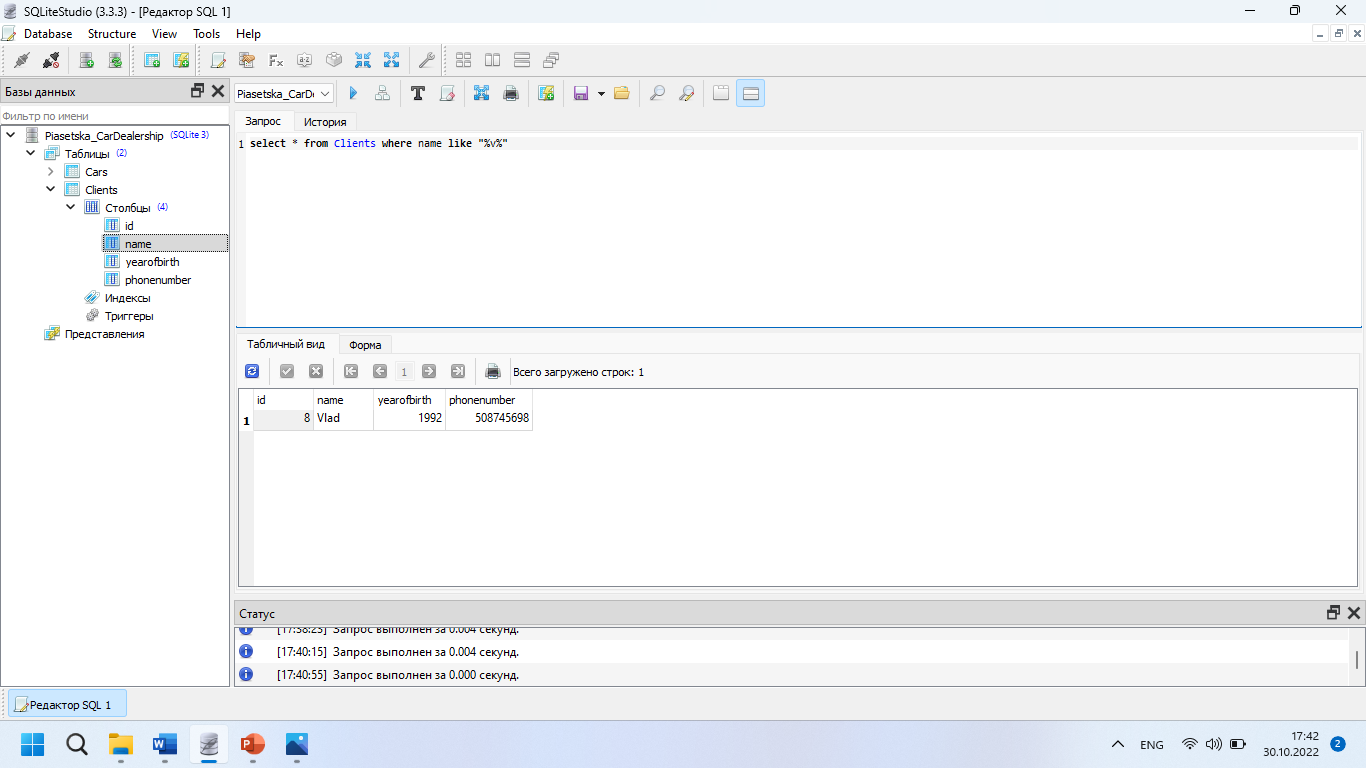 SQLiteStudio (3.3.3) - [Редактор SQL 1]
Database Structure View Tools Help
Базы данных
Piasetska_CarDe
Фильтр по имени
Запрос История
Piasetska_CarDealership (SQLite 3)
Таблицы (2)
Cars
Clients
Столбцы (4)
id
name
yearofbirth
phonenumber
Индексы
Триггеры
Представления
1 select * from Clients where name like "%v%"
Табличный вид Форма
1 Всего загружено строк: 1
id name yearofbirth phonenumber
1 8 Vlad 1992 508745698
Статус
[17:38:23] Запрос выполнен за 0.004 секунд.
[17:40:15] Запрос выполнен за 0.004 секунд.
[17:40:55] Запрос выполнен за 0.000 секунд.
Редактор SQL 1
ENG
17:42
30.10.2022
2